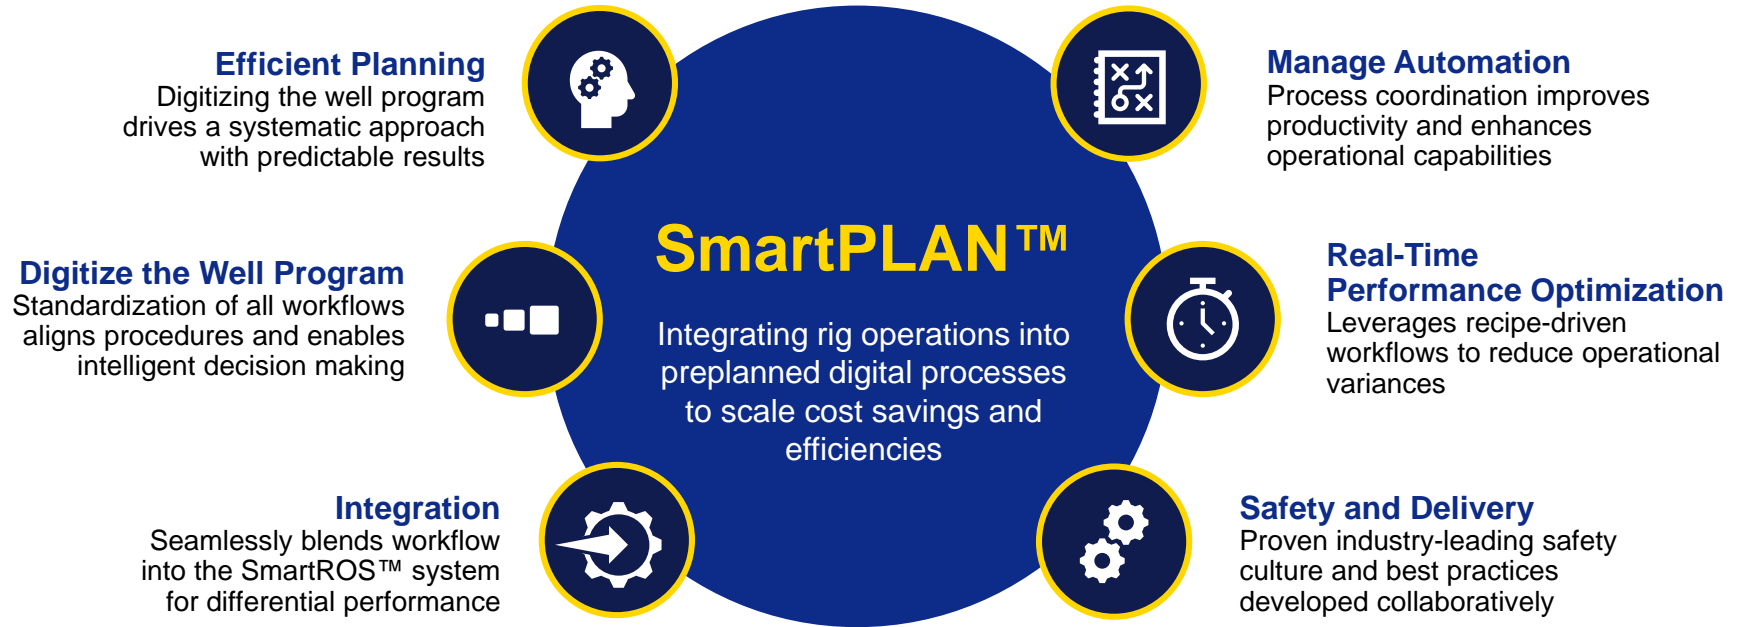 Efficient Planning
Digitizing the well program
drives a systematic approach
with predictable results
Digitize the Well Program
Standardization of all workflows
aligns procedures and enables
intelligent decision making
Integration
Seamlessly blends workflow
into the SmartROS™ system
for differential performance
SmartPLAN™
Integrating rig operations into
preplanned digital processes
to scale cost savings and
efficiencies
Manage Automation
Process coordination improves
productivity and enhances
operational capabilities
Real-Time
Performance Optimization
Leverages recipe-driven
workflows to reduce operational
variances
Safety and Delivery
Proven industry-leading safety
culture and best practices
developed collaboratively